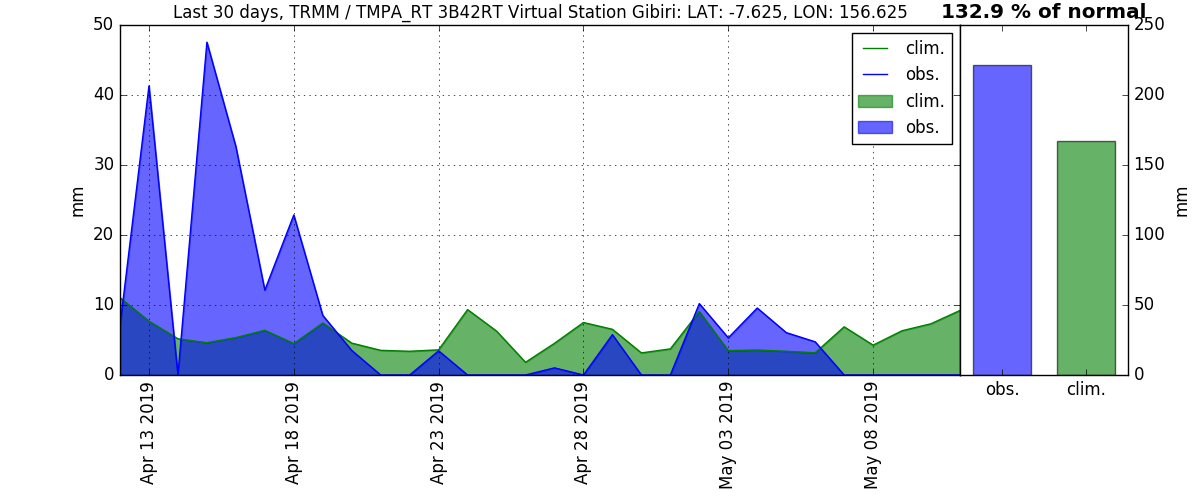 Last 30 days, TRMM / TMPA_RT 3B42RT Virtual Station Gibiri: LAT: -7.625, LON: 156.625
132.9 % of normal
50
40
30
20
10
0
mm
clim.
obs.
clim.
obs.
Apr 13 2019
Apr 18 2019
Apr 23 2019
Apr 28 2019
May 03 2019
May 08 2019
250
200
150
100
50
0
mm
obs.
clim.